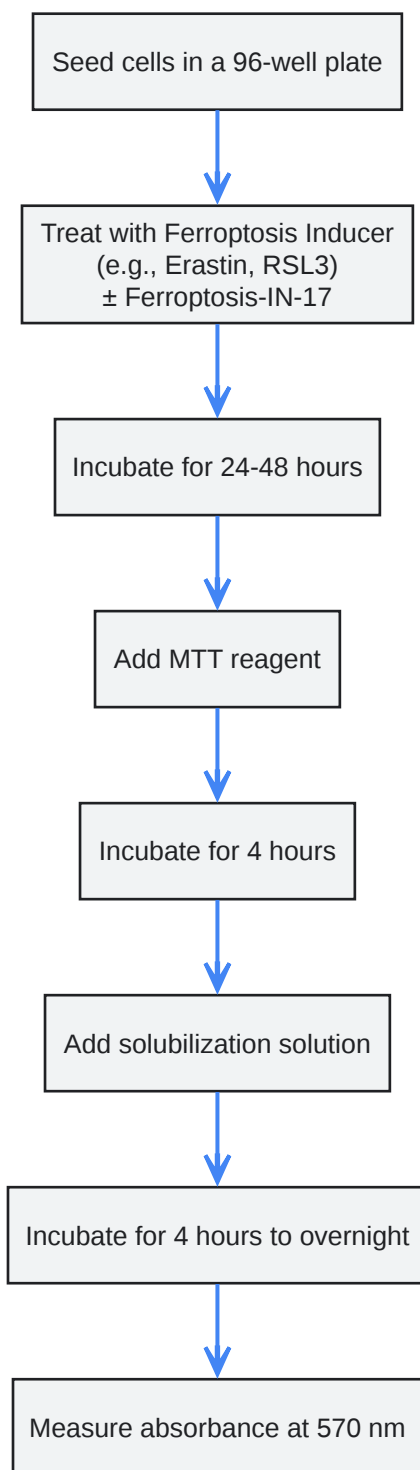 Seed cells in a 96-well plate
Treat with Ferroptosis Inducer
(e.g., Erastin, RSL3)
± Ferroptosis-IN-17
Incubate for 24-48 hours
Add MTT reagent
Incubate for 4 hours
Add solubilization solution
Incubate for 4 hours to overnight
Measure absorbance at 570 nm